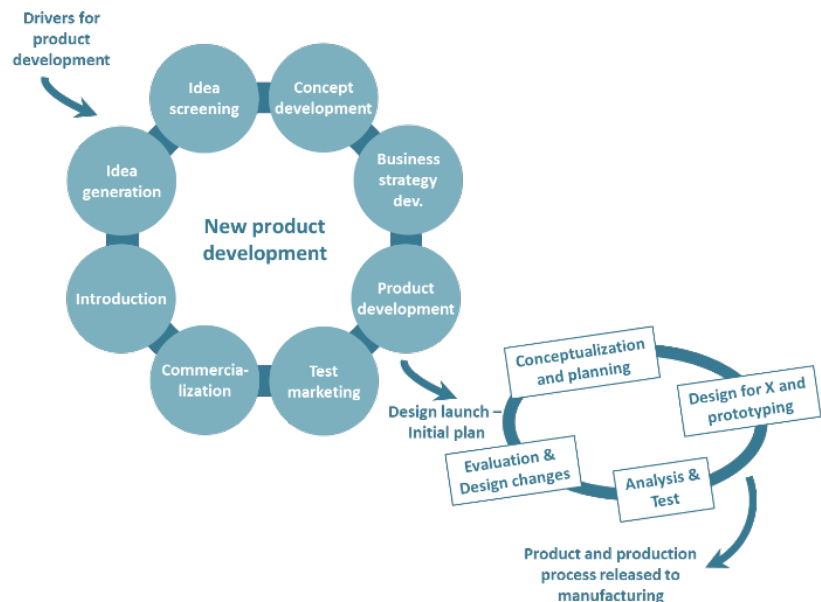 Drivers for
product
development
Idea
screening
Concept
development
Idea
generation
Business
strategy
dev.
New product
development
Introduction
Product
development
Commercia-
lization
Test
marketing
Design launch –
Initial plan
Conceptualization
and planning
Design for X and
prototyping
Evaluation &
Design changes
Analysis &
Test
Product and production
process released to
manufacturing